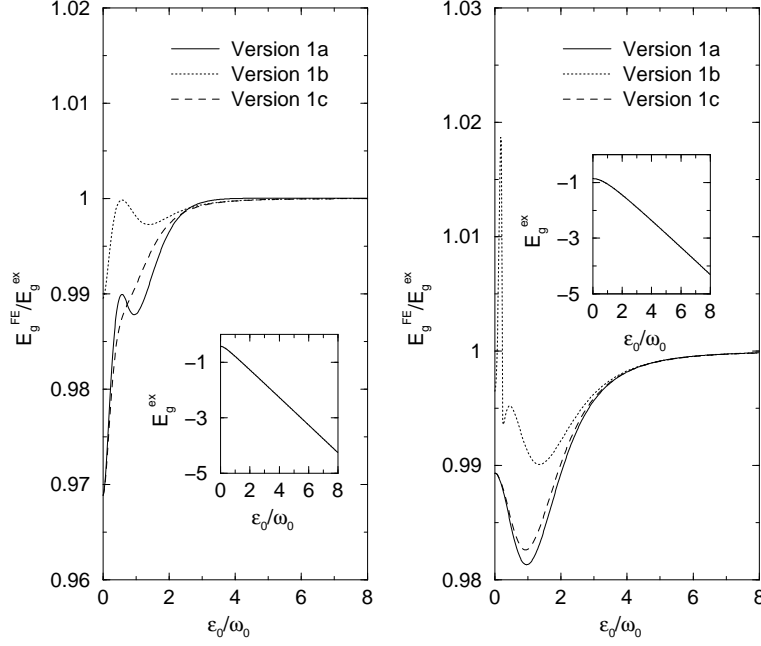 1.02
1.01
1
0.99
0.98
0.97
0.96
E_g^FE/E_g^ex
0 2 4 6 8
ε₀/ω₀
Version 1a
Version 1b
Version 1c
−1
−3
−5
E_g^ex
0 2 4 6 8
ε₀/ω₀
1.03
1.02
1.01
1
0.99
0.98
E_g^FE/E_g^ex
0 2 4 6 8
ε₀/ω₀
Version 1a
Version 1b
Version 1c
−1
−3
−5
E_g^ex
0 2 4 6 8
ε₀/ω₀